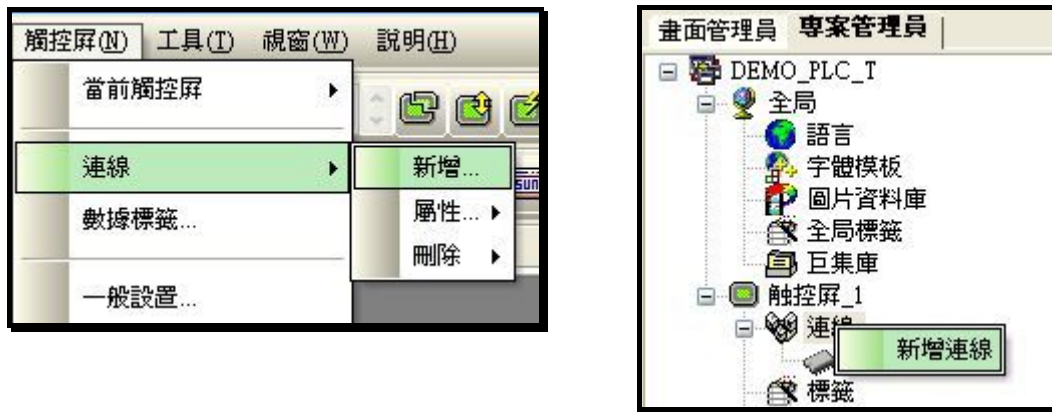 觸控屏(N) 工具(T) 視窗(W) 說明(H)
當前觸控屏
連線
數據標籤...
一般設置...
新增...
屬性...
刪除
畫面管理員 專案管理員
DEMO_PLC_T
全局
語言
字體模板
圖片資料庫
全局標籤
巨集庫
触控屏_1
連線
新增連線
標籤